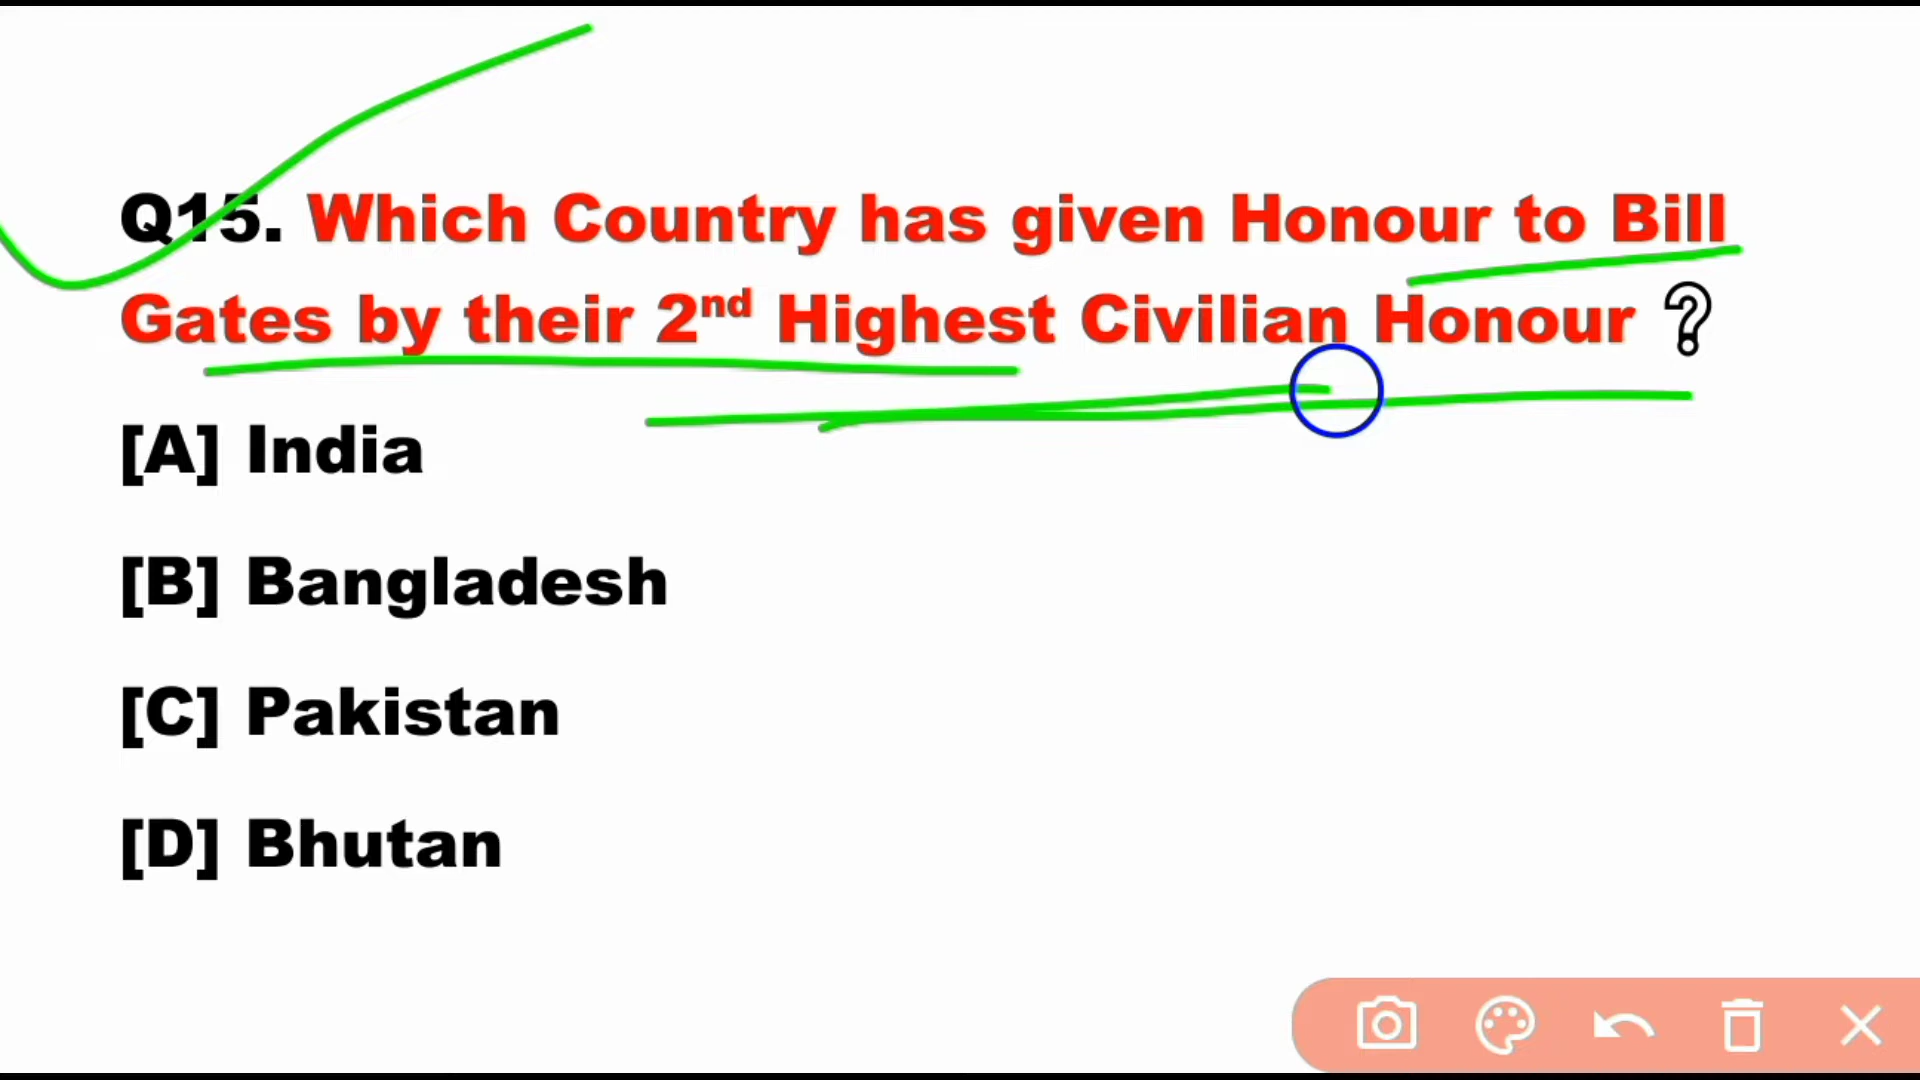 Q15. Which Country has given Honour to Bill
Gates by their 2nd Highest Civilian Honour ?
[A] India
[B] Bangladesh
[C] Pakistan
[D] Bhutan